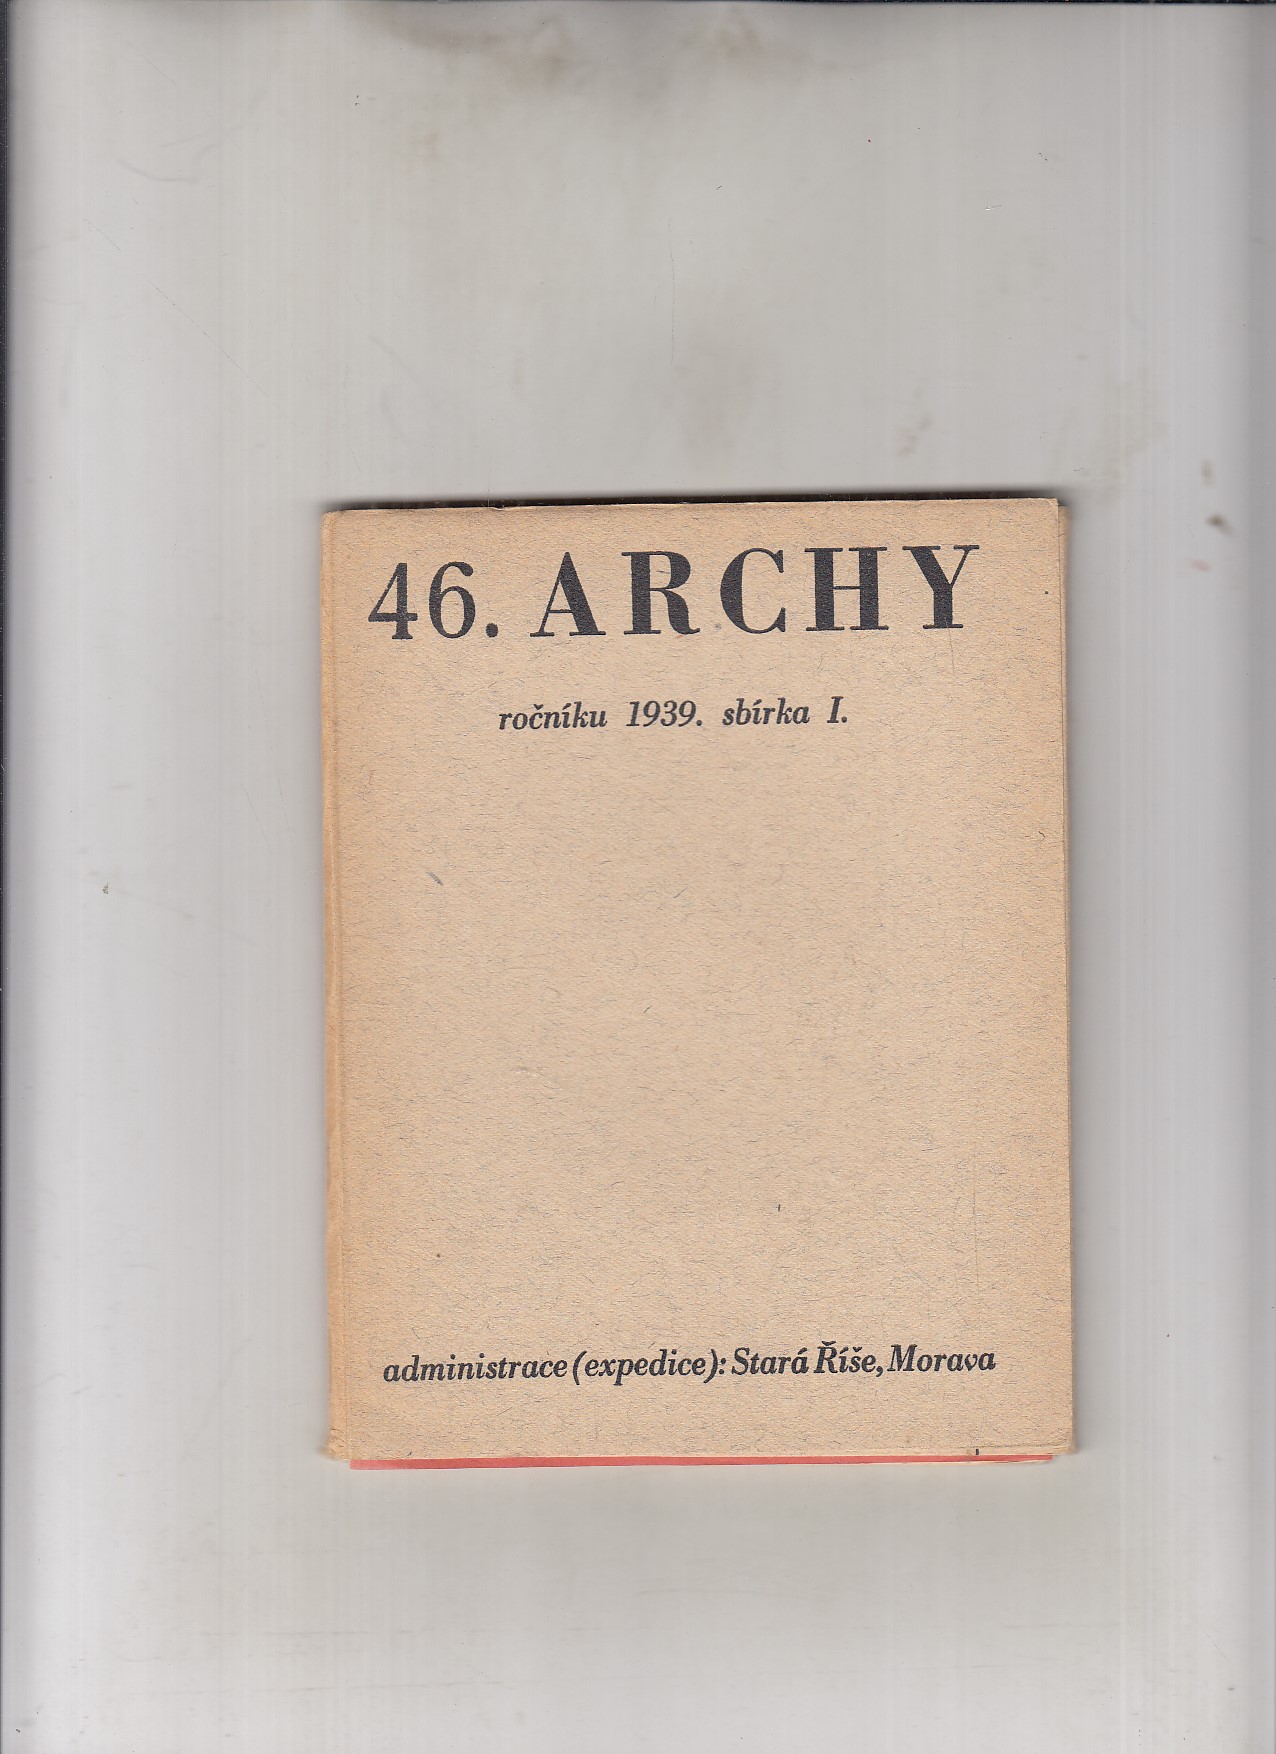 46. ARCHY
ročníku 1939. sbírka I.
administrace (expedice): Stará Říše, Morava